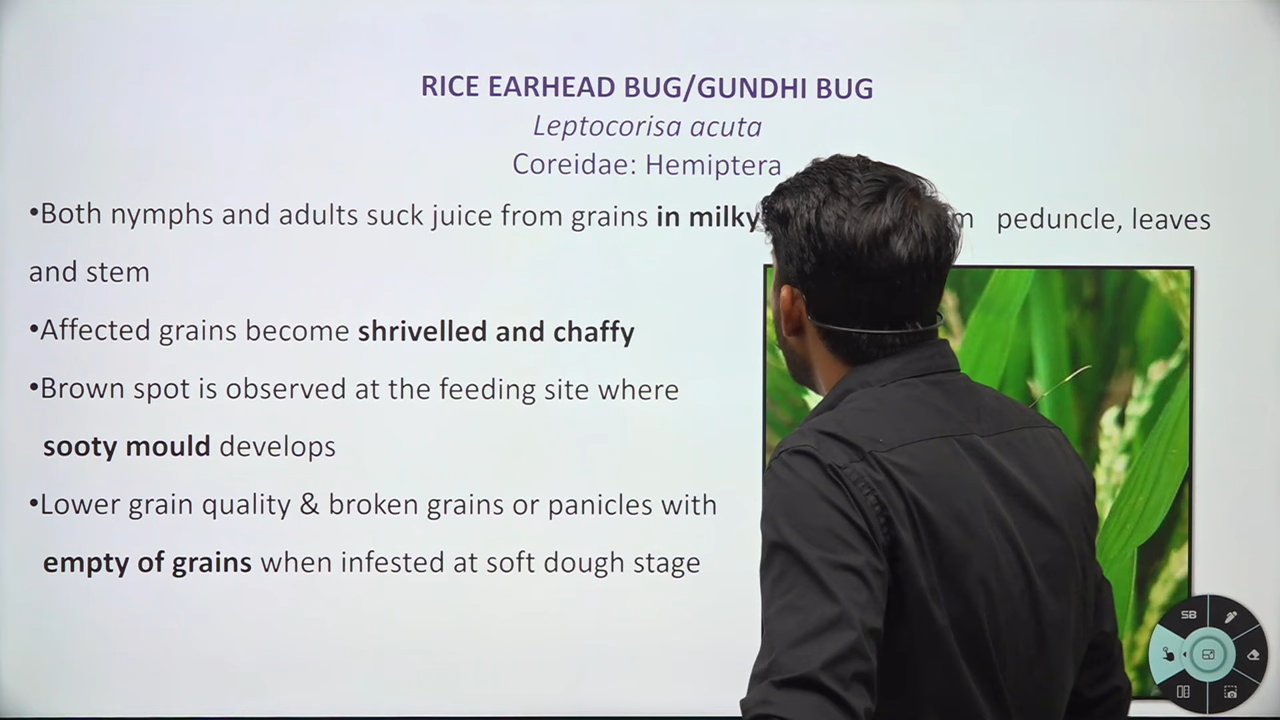 RICE EARHEAD BUG/GUNDHI BUG
Leptocorisa acuta
Coreidae: Hemiptera
•Both nymphs and adults suck juice from grains in milky peduncle, leaves
and stem
•Affected grains become shrivelled and chaffy
•Brown spot is observed at the feeding site where
sooty mould develops
•Lower grain quality & broken grains or panicles with
empty of grains when infested at soft dough stage
SB